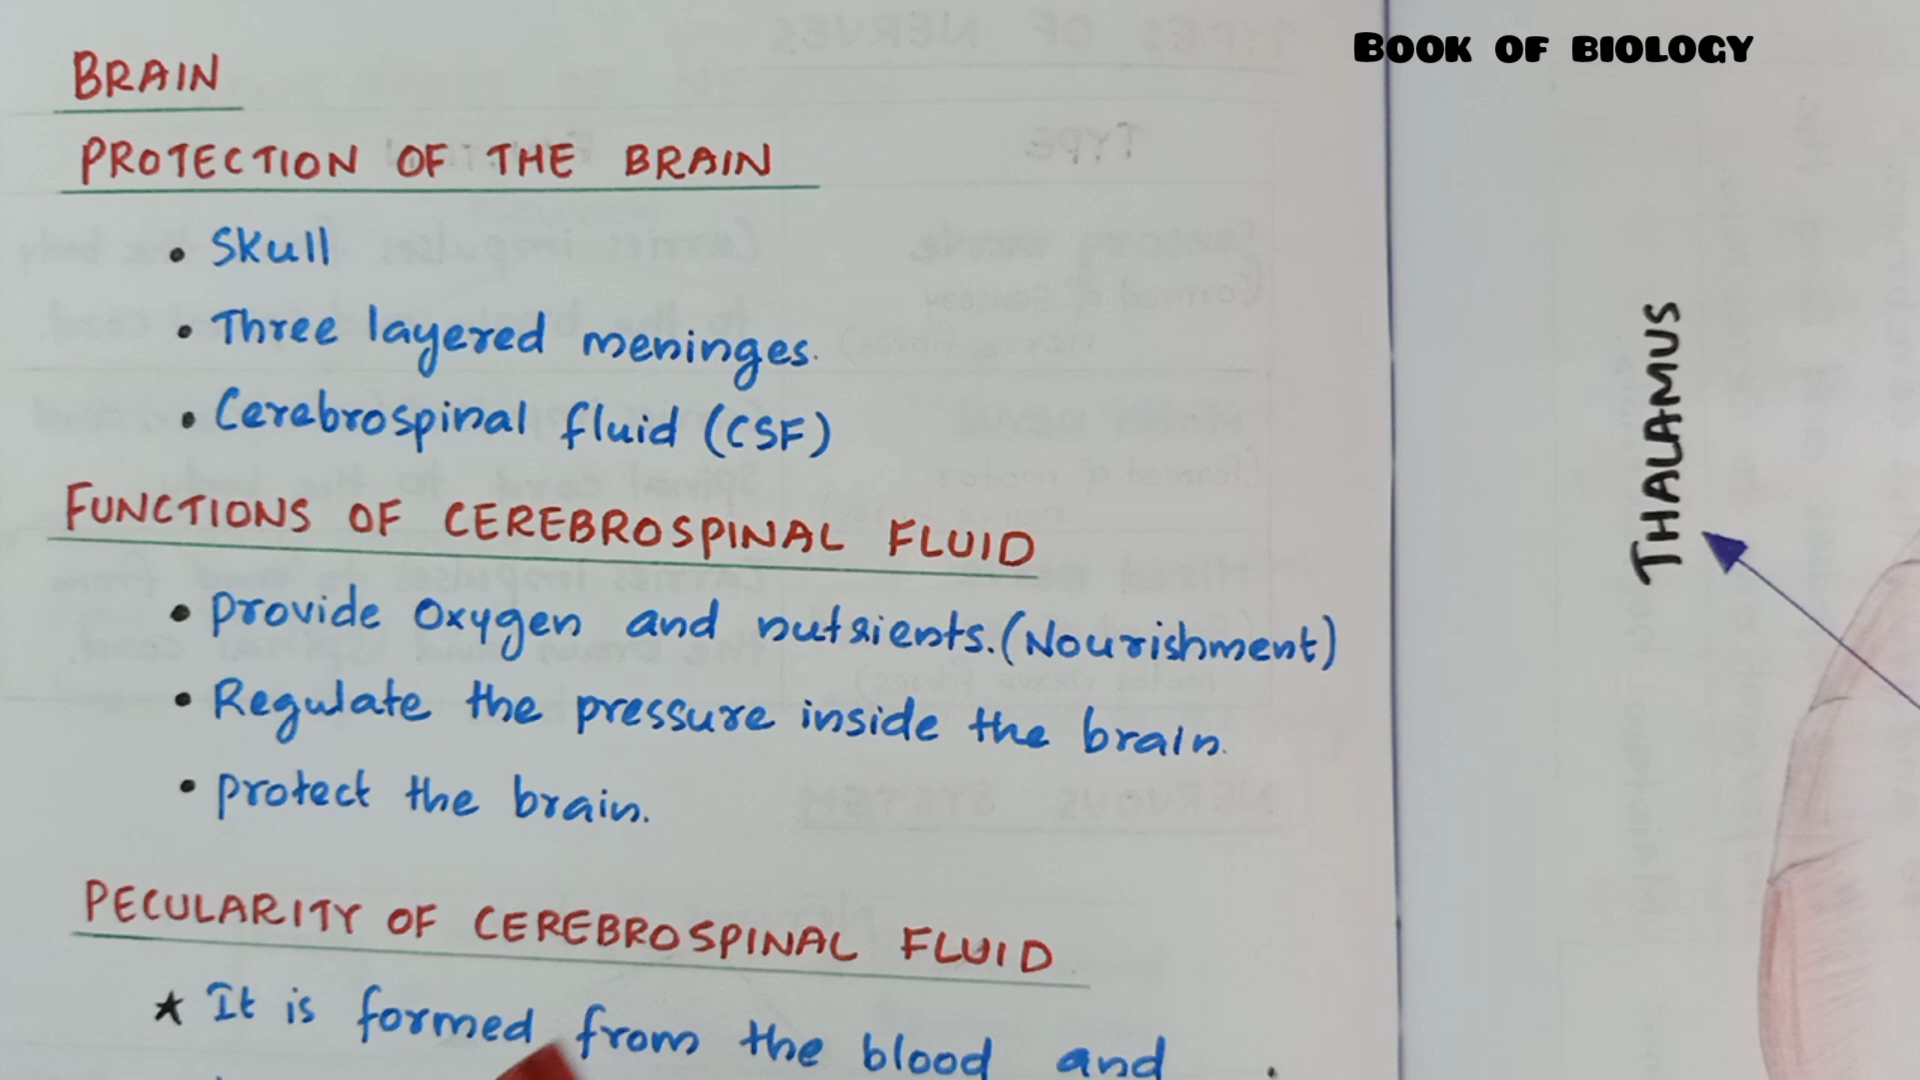 BOOK OF BIOLOGY
BRAIN
PROTECTION OF THE BRAIN
• Skull
• Three layered meninges.
• Cerebrospinal fluid (CSF)
FUNCTIONS OF CEREBROSPINAL FLUID
• Provide Oxygen and nutrients. (Nourishment)
• Regulate the pressure inside the brain.
• protect the brain.
PECULARITY OF CEREBROSPINAL FLUID
★ It is formed from the blood and
THALAMUS